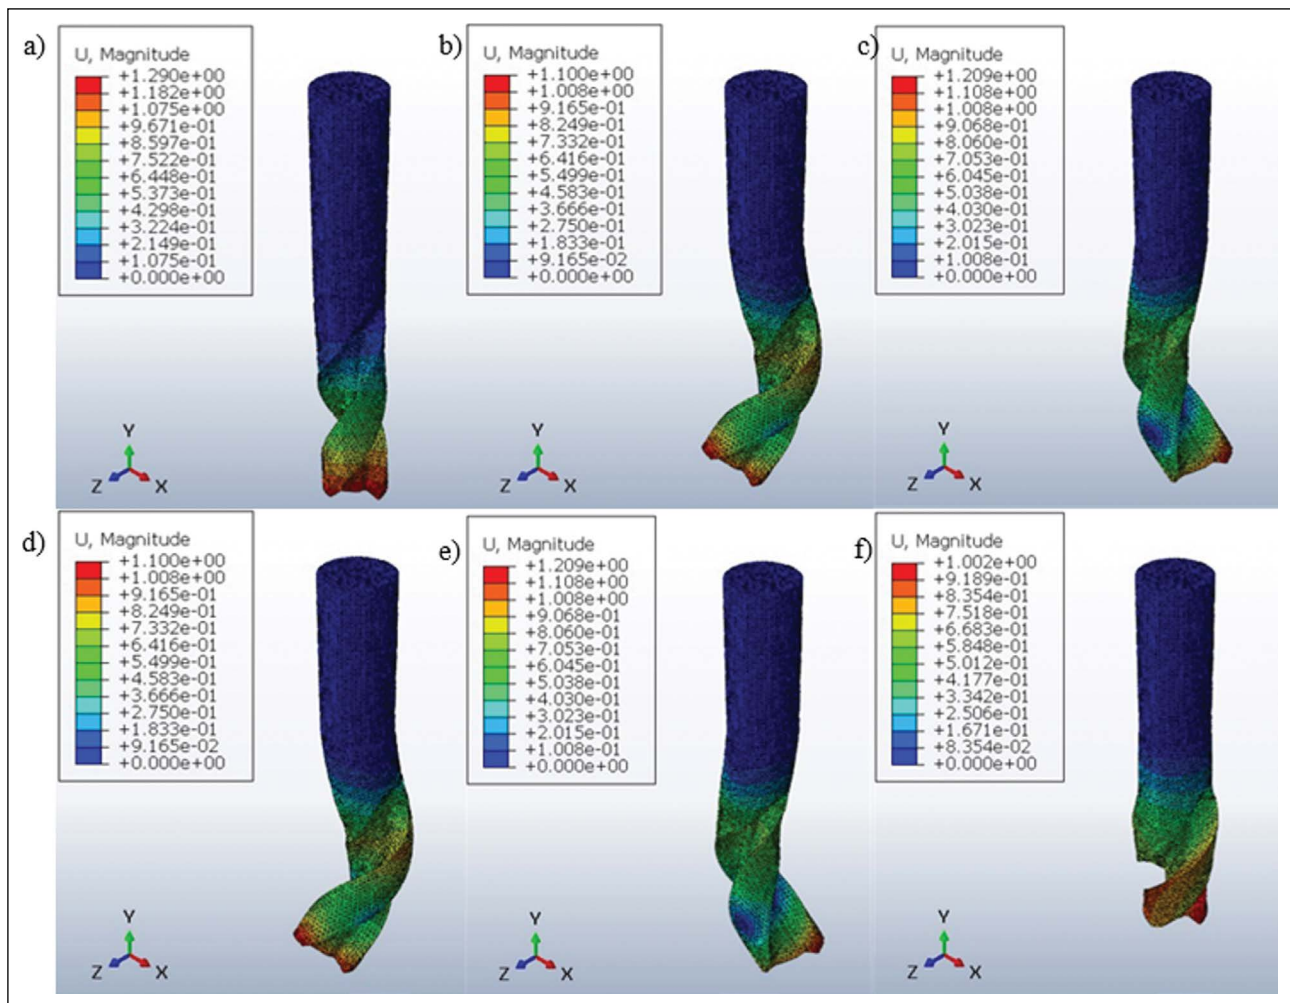 a)
U, Magnitude
+1.290e+00
+1.182e+00
+1.075e+00
+9.671e-01
+8.597e-01
+7.522e-01
+6.448e-01
+5.373e-01
+4.298e-01
+3.224e-01
+2.149e-01
+1.075e-01
+0.000e+00
Y
Z
X
b)
U, Magnitude
+1.100e+00
+1.008e+00
+9.165e-01
+8.249e-01
+7.332e-01
+6.416e-01
+5.499e-01
+4.583e-01
+3.666e-01
+2.750e-01
+1.833e-01
+9.165e-02
+0.000e+00
Y
Z
X
c)
U, Magnitude
+1.209e+00
+1.108e+00
+1.008e+00
+9.068e-01
+8.060e-01
+7.053e-01
+6.045e-01
+5.038e-01
+4.030e-01
+3.023e-01
+2.015e-01
+1.008e-01
+0.000e+00
Y
Z
X
d)
U, Magnitude
+1.100e+00
+1.008e+00
+9.165e-01
+8.249e-01
+7.332e-01
+6.416e-01
+5.499e-01
+4.583e-01
+3.666e-01
+2.750e-01
+1.833e-01
+9.165e-02
+0.000e+00
Y
Z
X
e)
U, Magnitude
+1.209e+00
+1.108e+00
+1.008e+00
+9.068e-01
+8.060e-01
+7.053e-01
+6.045e-01
+5.038e-01
+4.030e-01
+3.023e-01
+2.015e-01
+1.008e-01
+0.000e+00
Y
Z
X
f)
U, Magnitude
+1.002e+00
+9.189e-01
+8.354e-01
+7.518e-01
+6.683e-01
+5.848e-01
+5.012e-01
+4.177e-01
+3.342e-01
+2.506e-01
+1.671e-01
+8.354e-02
+0.000e+00
Y
Z
X